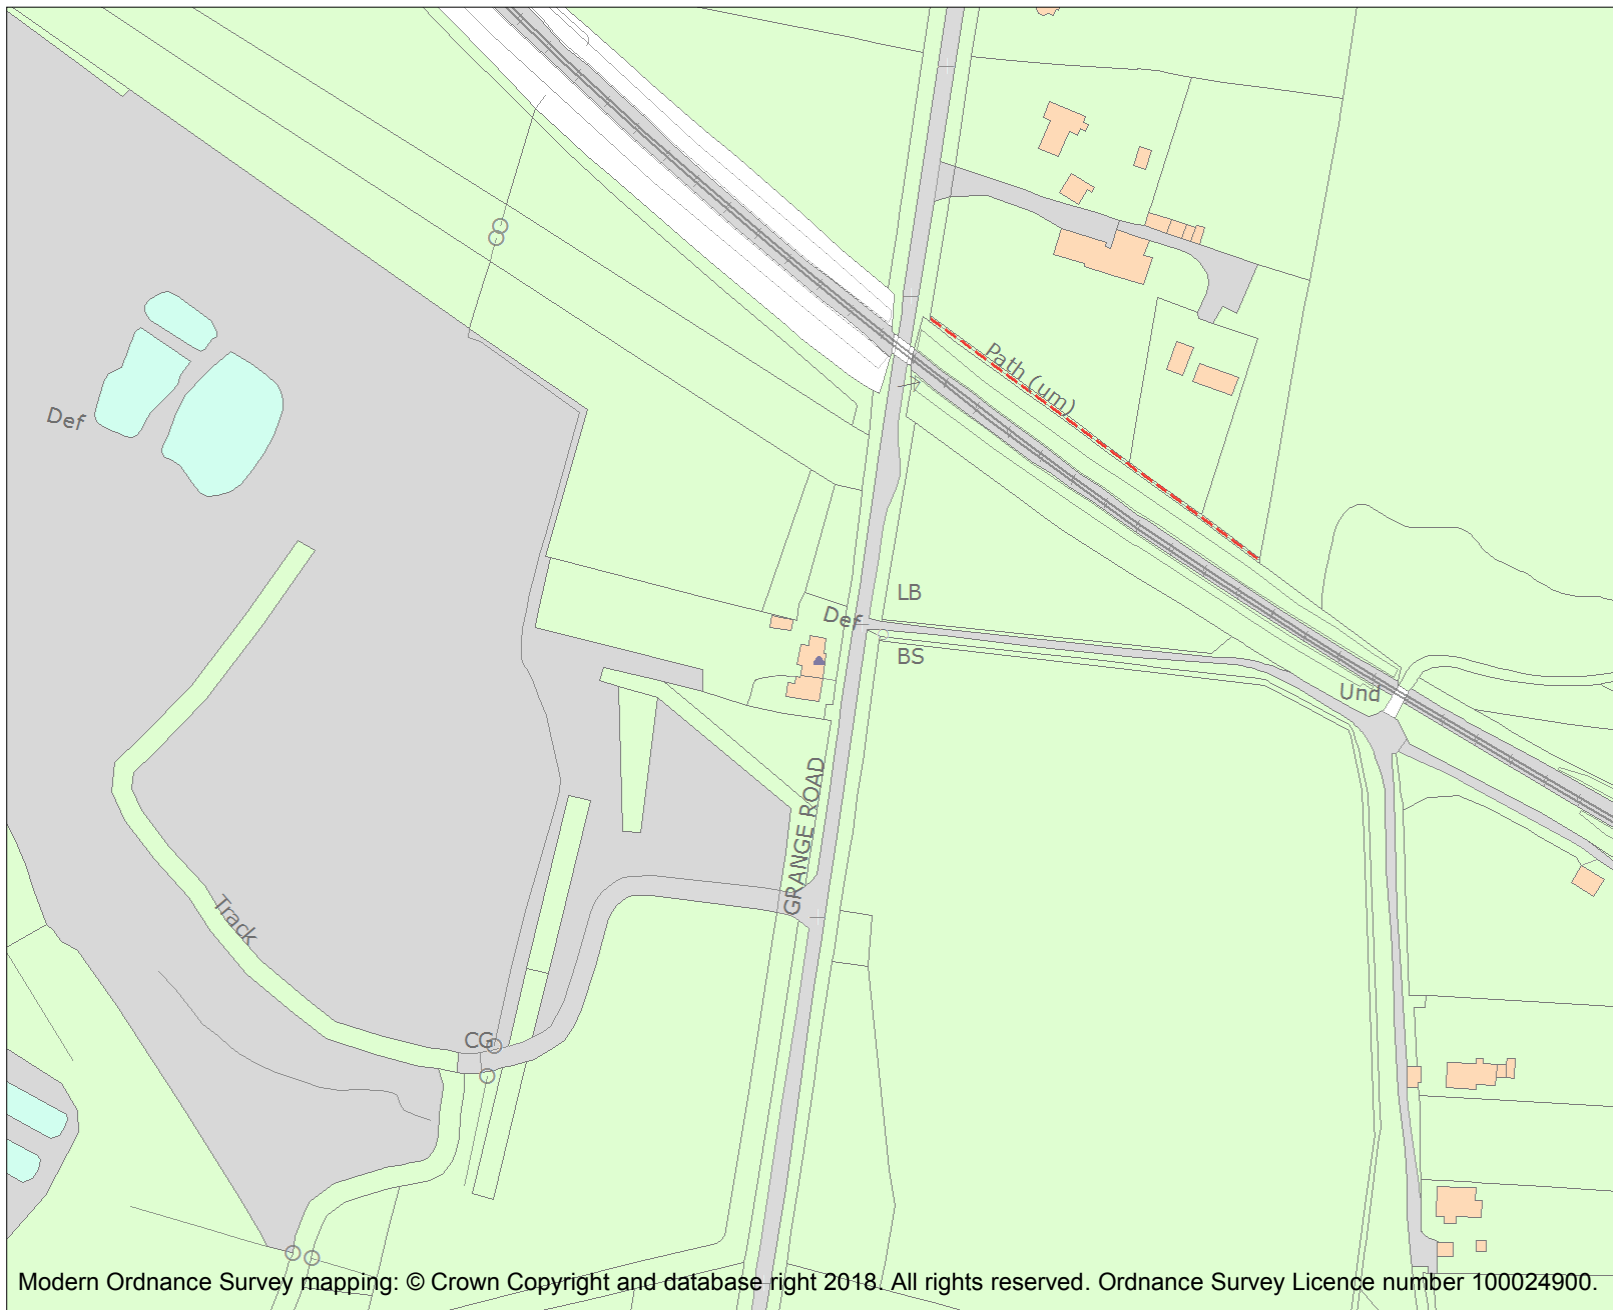 Path (um)
Def
LB
Def
BS
Und
GRANGE ROAD
Track
CG
Modern Ordnance Survey mapping: © Crown Copyright and database right 2018. All rights reserved. Ordnance Survey Licence number 100024900.